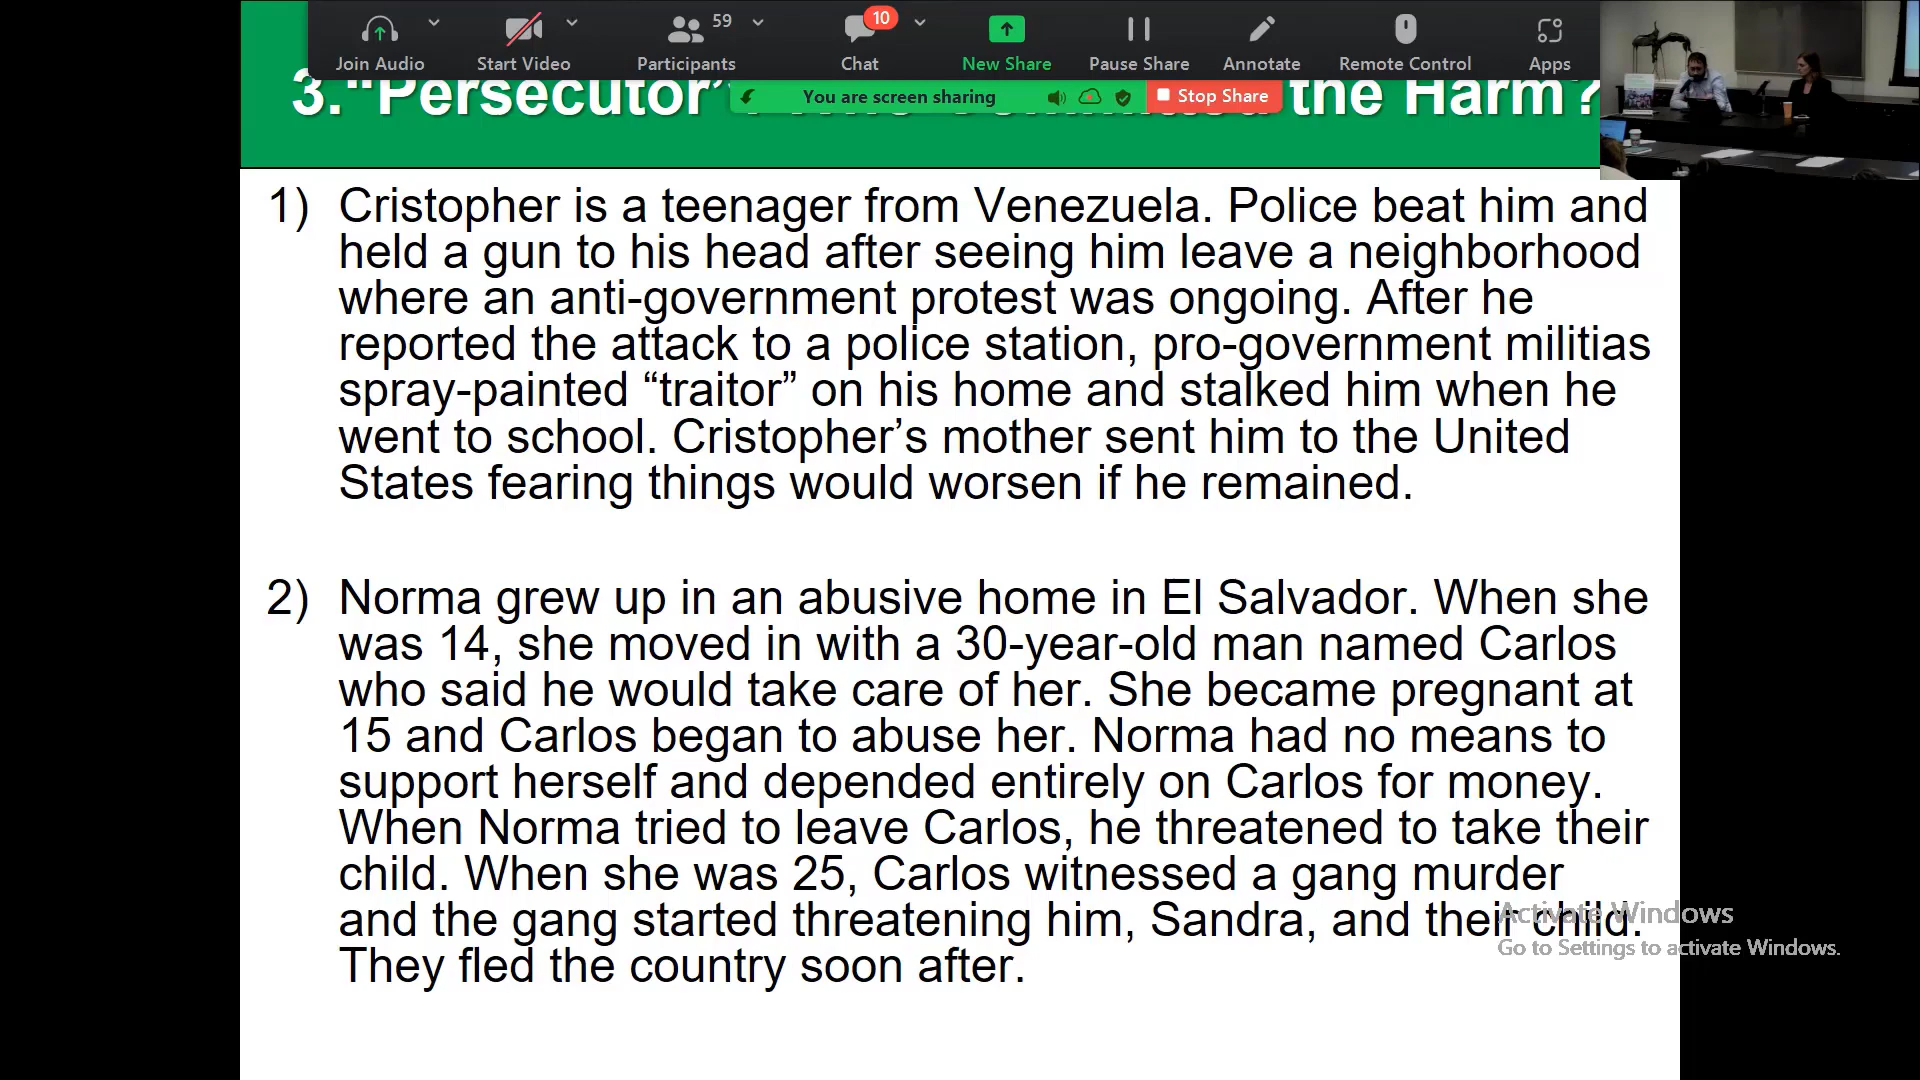 59
10
Join Audio
Start Video
Participants
Chat
New Share
Pause Share
Annotate
Remote Control
Apps
You are screen sharing
Stop Share
3."Persecutor" the Harm?
1) Cristopher is a teenager from Venezuela. Police beat him and
held a gun to his head after seeing him leave a neighborhood
where an anti-government protest was ongoing. After he
reported the attack to a police station, pro-government militias
spray-painted “traitor” on his home and stalked him when he
went to school. Cristopher’s mother sent him to the United
States fearing things would worsen if he remained.
2) Norma grew up in an abusive home in El Salvador. When she
was 14, she moved in with a 30-year-old man named Carlos
who said he would take care of her. She became pregnant at
15 and Carlos began to abuse her. Norma had no means to
support herself and depended entirely on Carlos for money.
When Norma tried to leave Carlos, he threatened to take their
child. When she was 25, Carlos witnessed a gang murder
and the gang started threatening him, Sandra, and their child.
They fled the country soon after.
Activate Windows
Go to Settings to activate Windows.